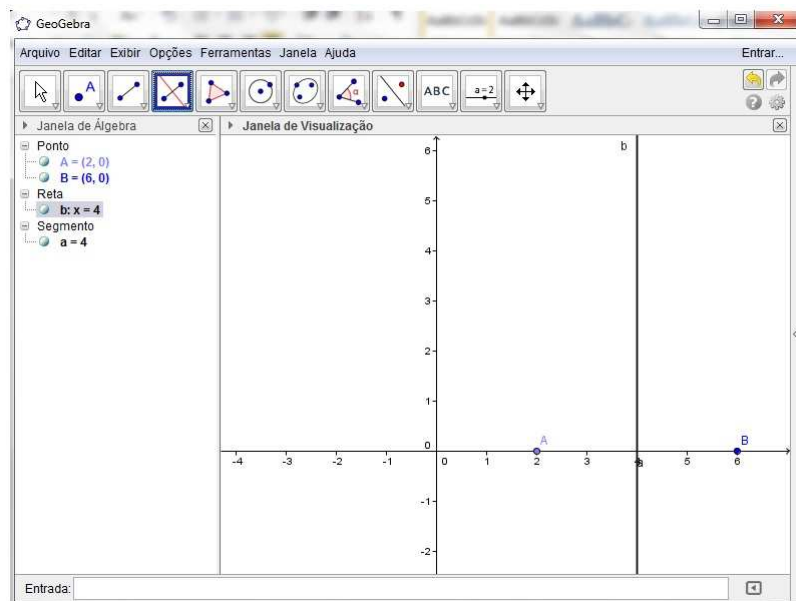 GeoGebra
Arquivo Editar Exibir Opções Ferramentas Janela Ajuda
Entrar...
A
α
ABC
a=2
Janela de Álgebra
Janela de Visualização
Ponto
A = (2, 0)
B = (6, 0)
Reta
b: x = 4
Segmento
a = 4
b
6
5
4
3
2
1
0
A
B
a
-4 -3 -2 -1 0 1 2 3 4 5 6
-1
-2
Entrada: